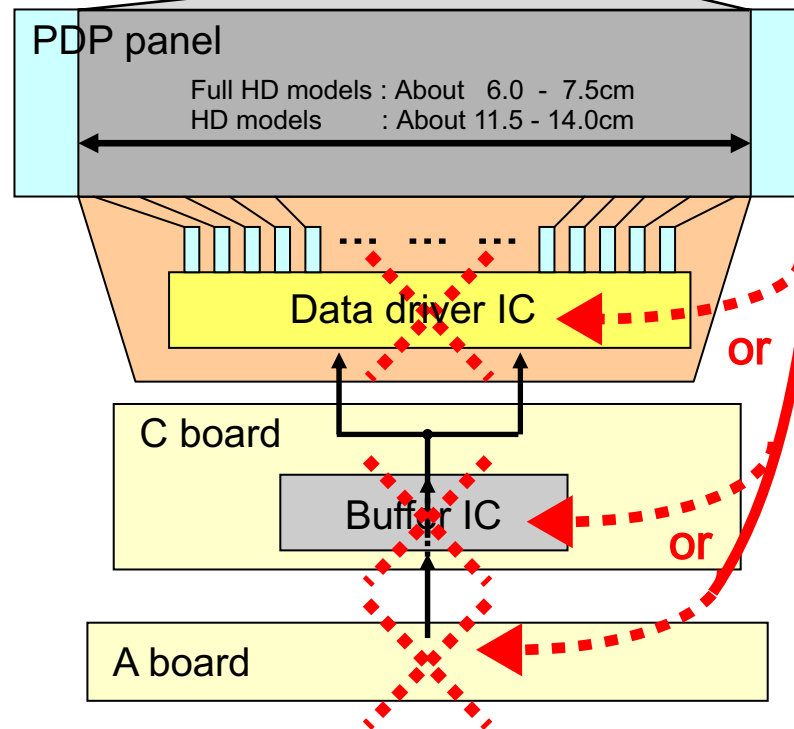 PDP panel
Full HD models : About 6.0 - 7.5cm
HD models : About 11.5 - 14.0cm
... ... ...
Data driver IC
or
C board
Buffer IC
or
A board